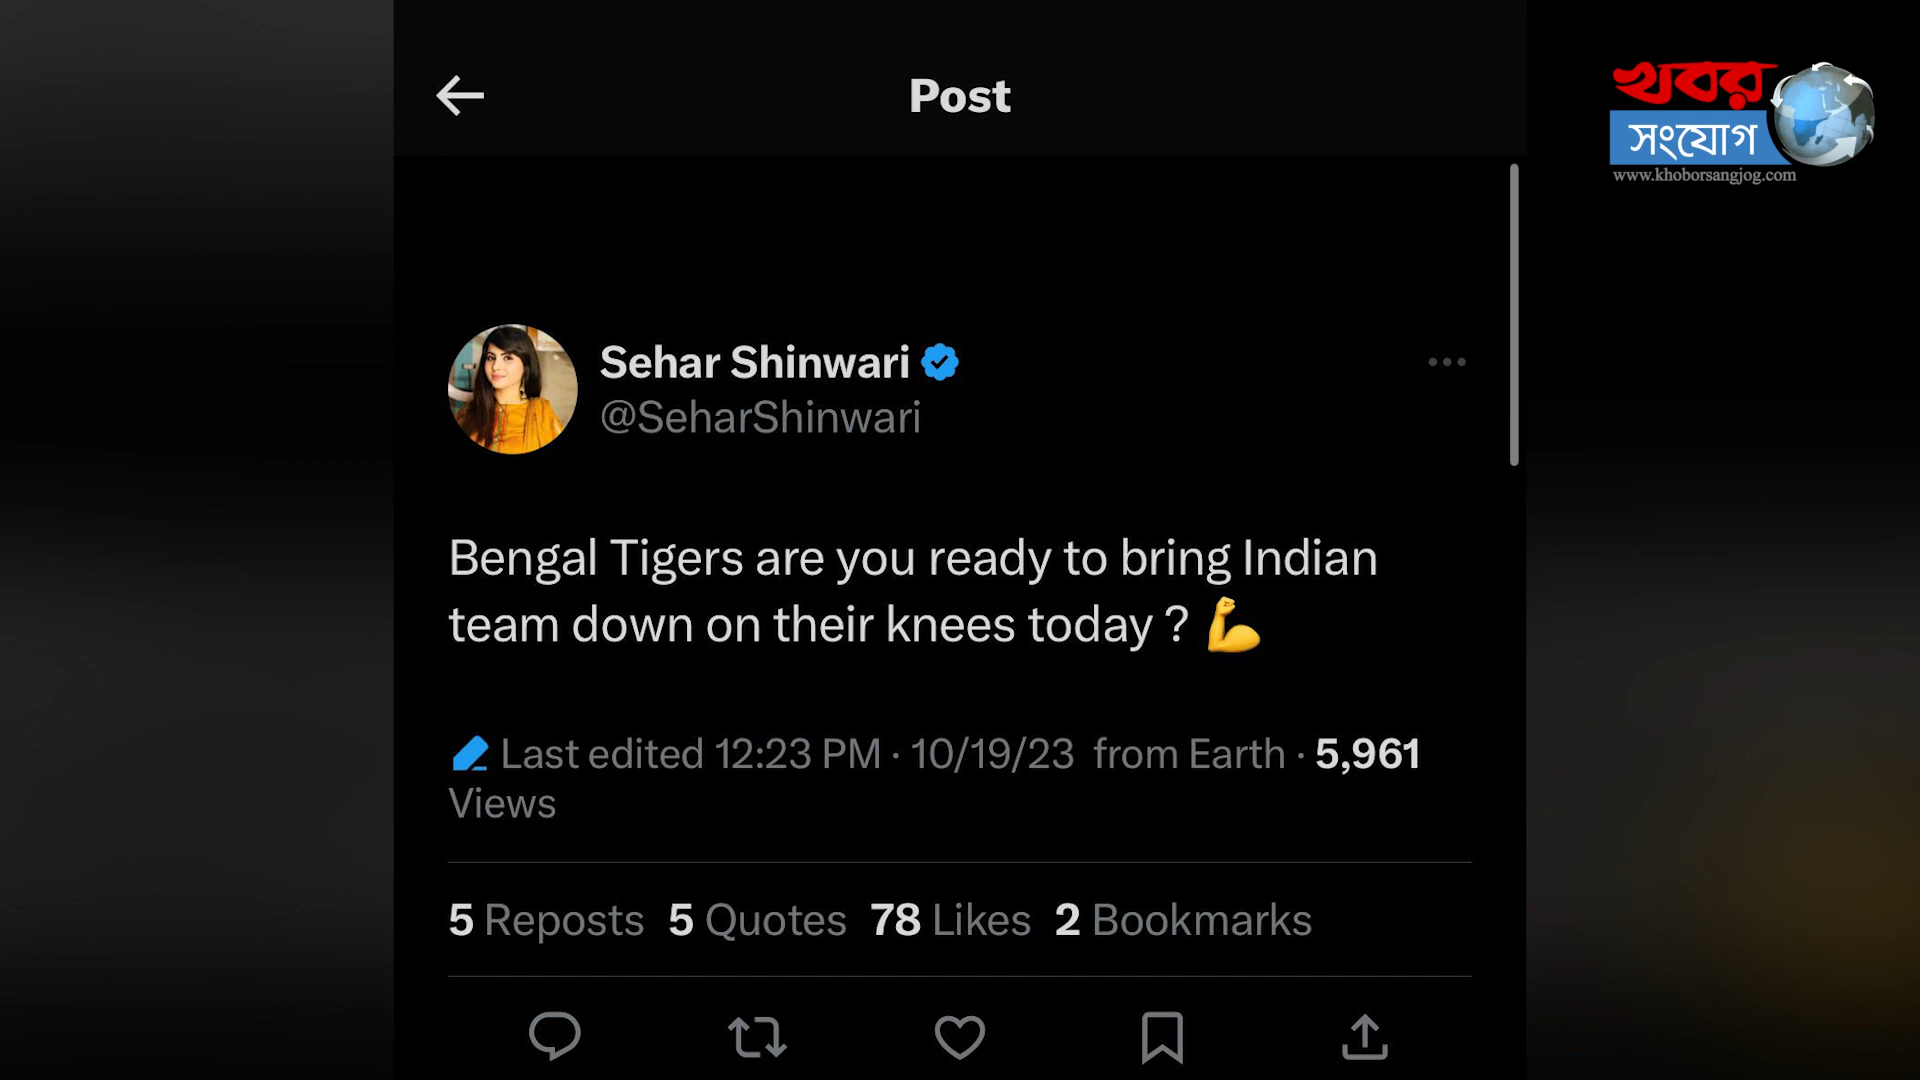 Post
খবর
সংযোগ
www.khoborsangjog.com
Sehar Shinwari
@SeharShinwari
Bengal Tigers are you ready to bring Indian
team down on their knees today ? 💪
Last edited 12:23 PM · 10/19/23 from Earth · 5,961
Views
5 Reposts 5 Quotes 78 Likes 2 Bookmarks